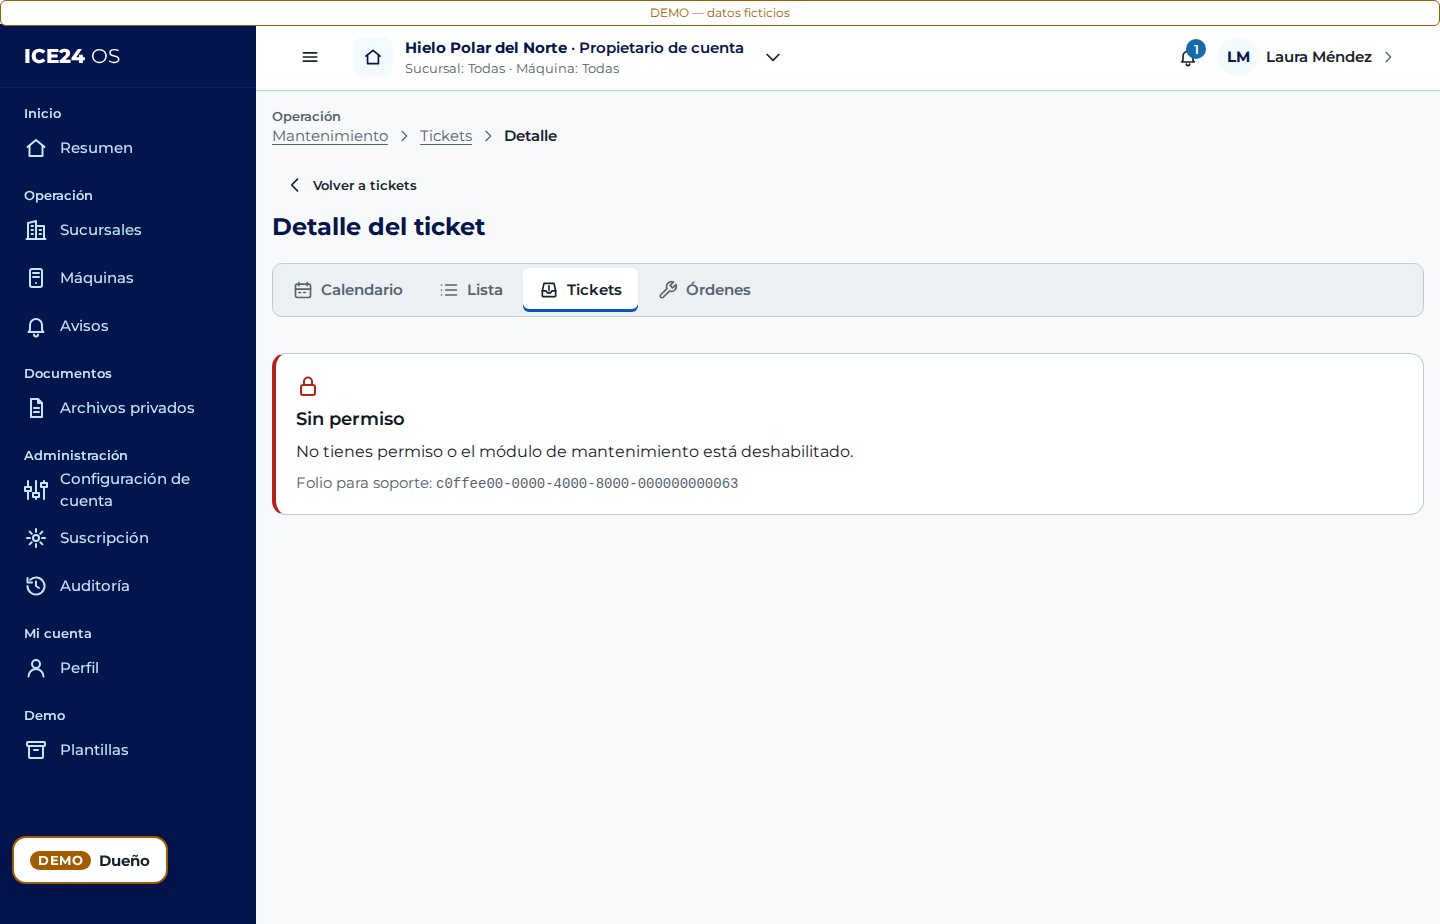 DEMO — datos ficticios
ICE24 OS
Inicio
Resumen
Operación
Sucursales
Máquinas
Avisos
Documentos
Archivos privados
Administración
Configuración de
cuenta
Suscripción
Auditoría
Mi cuenta
Perfil
Demo
Plantillas
DEMO Dueño
Hielo Polar del Norte · Propietario de cuenta
Sucursal: Todas · Máquina: Todas
1
LM Laura Méndez
Operación
Mantenimiento Tickets Detalle
Volver a tickets
Detalle del ticket
Calendario Lista Tickets Órdenes
Sin permiso
No tienes permiso o el módulo de mantenimiento está deshabilitado.
Folio para soporte: c0ffee00-0000-4000-8000-000000000063